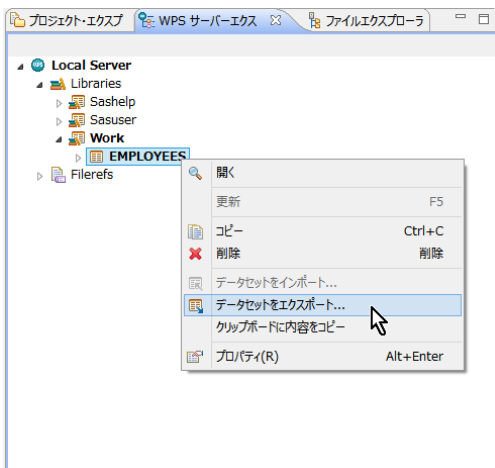 プロジェクト・エクスプ WPS サーバーエクス ファイルエクスプローラ
Local Server
Libraries
Sashelp
Sasuser
Work
EMPLOYEES
Filerefs
開く
更新 F5
コピー Ctrl+C
削除 削除
データセットをインポート...
データセットをエクスポート...
クリップボードに内容をコピー
プロパティ(R) Alt+Enter